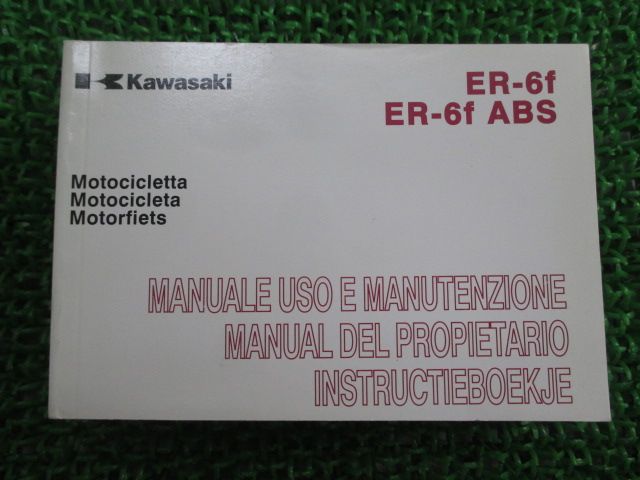 Kawasaki
ER-6f
ER-6f ABS
Motocicletta
Motocicleta
Motorfiets
MANUALE USO E MANUTENZIONE
MANUAL DEL PROPIETARIO
INSTRUCTIEBOEKJE